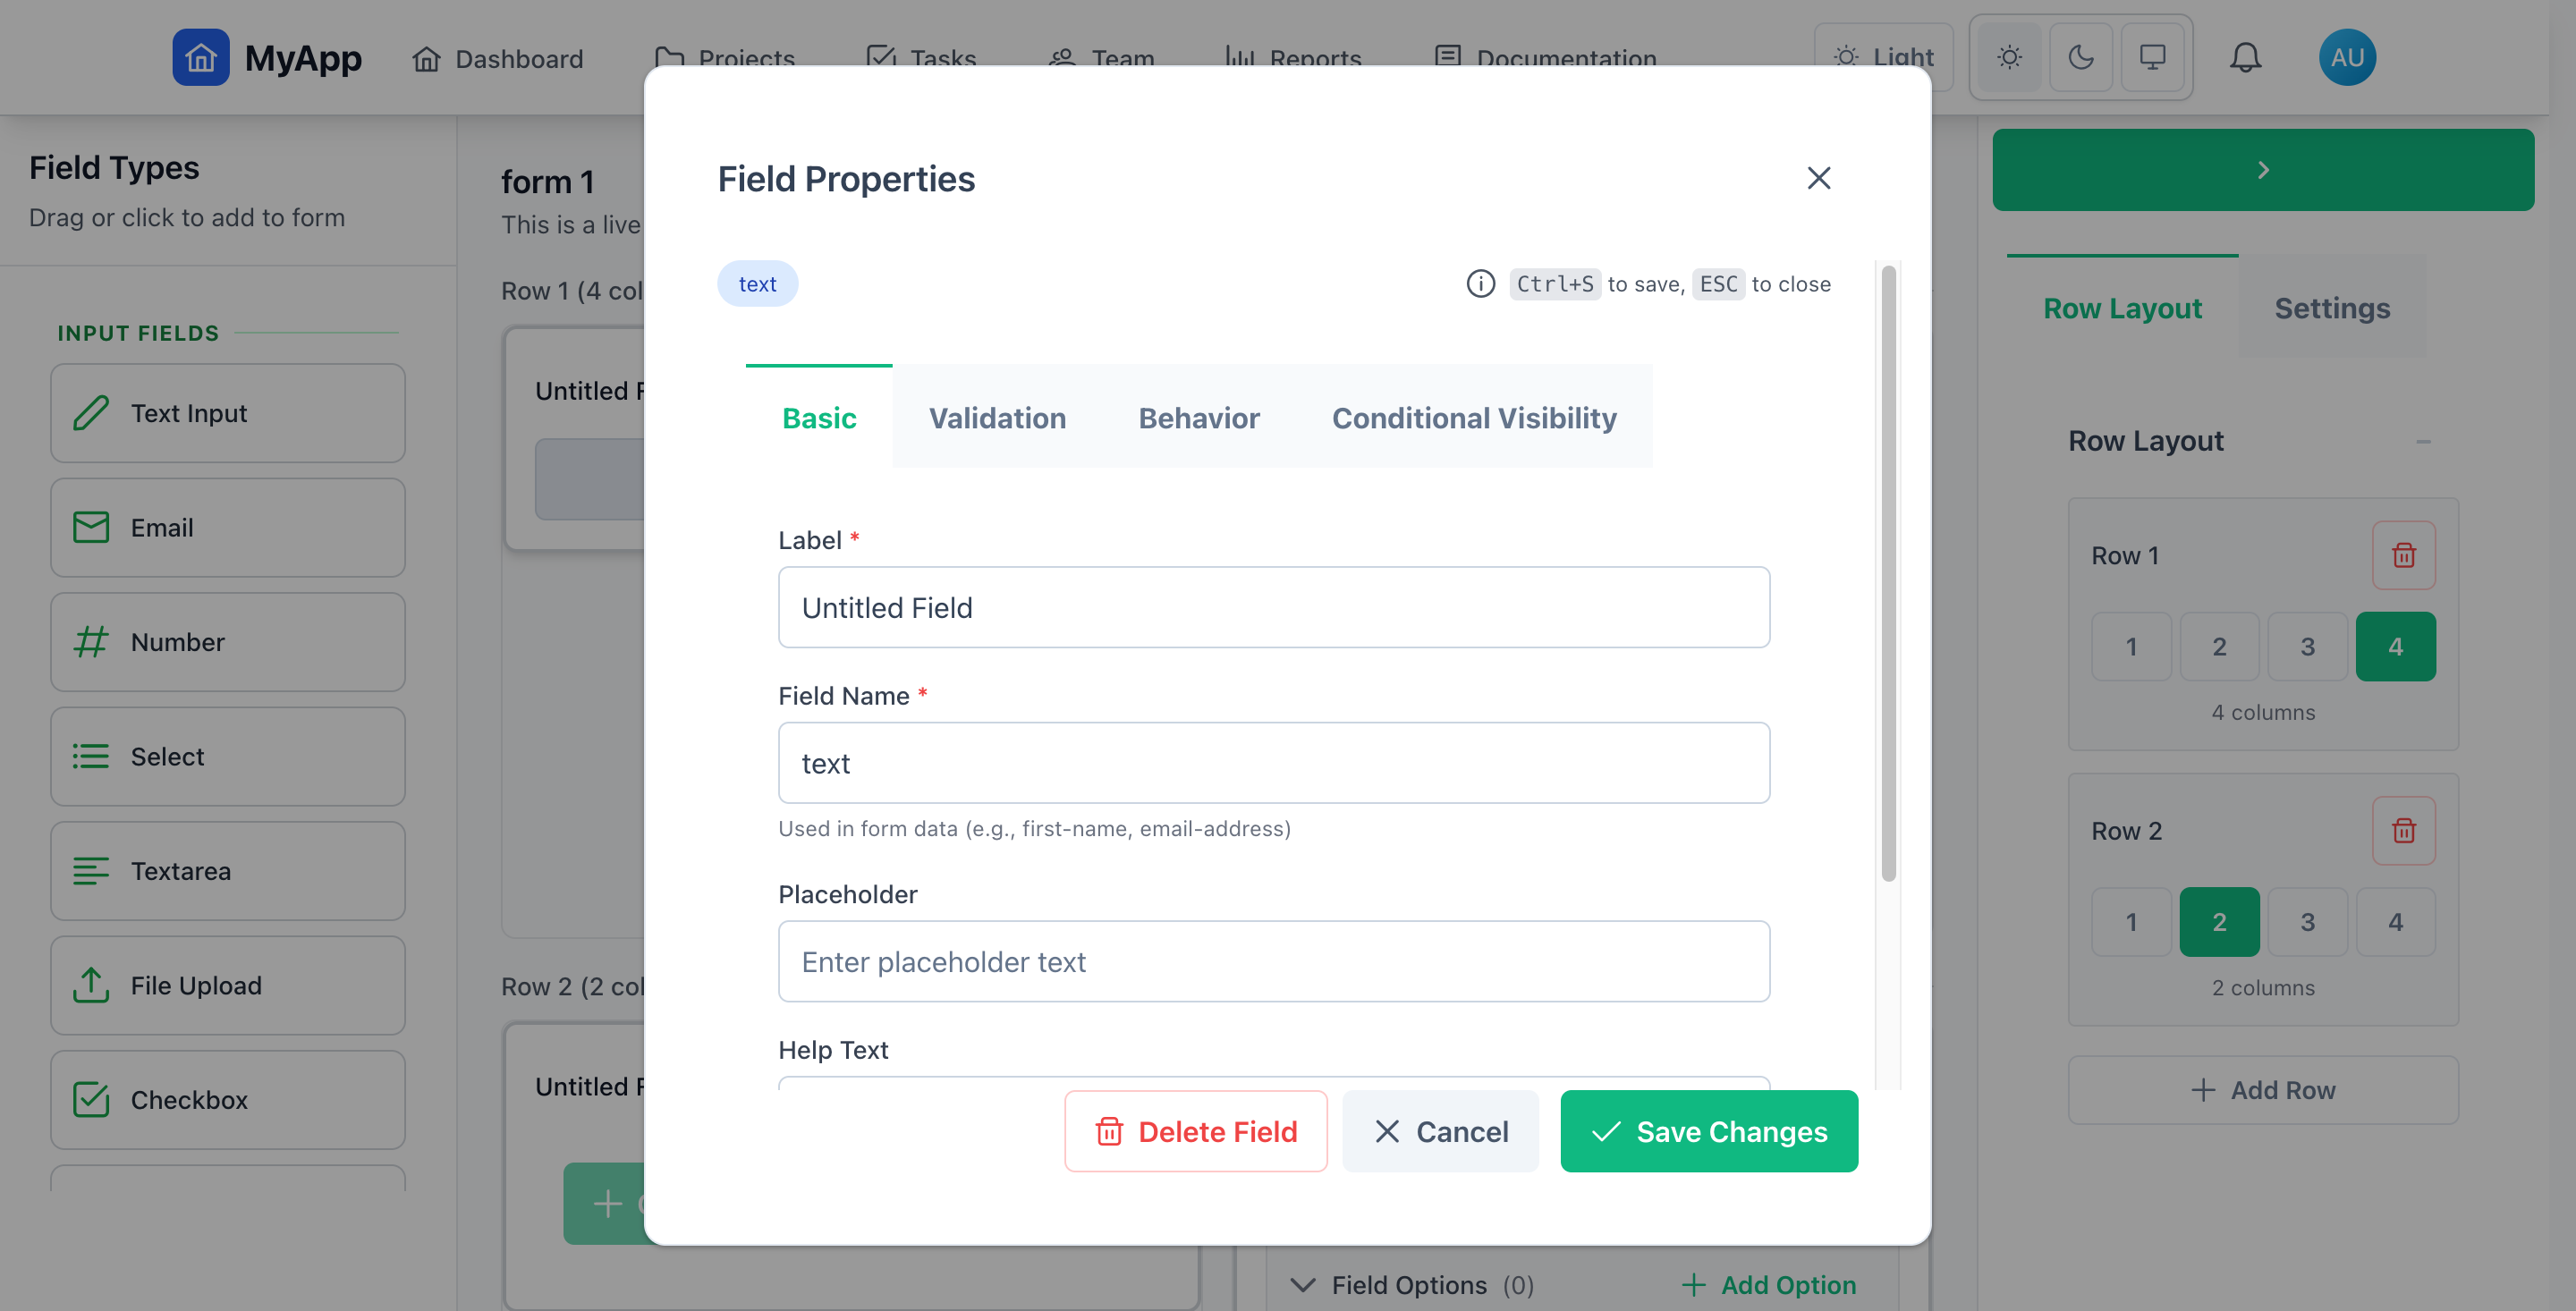 MyApp
Dashboard
Projects
Tasks
Team
Reports
Documentation
Light
AU
Field Types
Drag or click to add to form
INPUT FIELDS
Text Input
Email
Number
Select
Textarea
File Upload
Checkbox
form 1
This is a live
Row 1 (4 col
Untitled F
Row 2 (2 col
Untitled F
Field Properties
text
Ctrl+S to save, ESC to close
Basic
Validation
Behavior
Conditional Visibility
Label *
Untitled Field
Field Name *
text
Used in form data (e.g., first-name, email-address)
Placeholder
Enter placeholder text
Help Text
Delete Field
Cancel
Save Changes
Field Options (0)
Add Option
Row Layout
Settings
Row Layout
Row 1
1 2 3 4
4 columns
Row 2
1 2 3 4
2 columns
Add Row